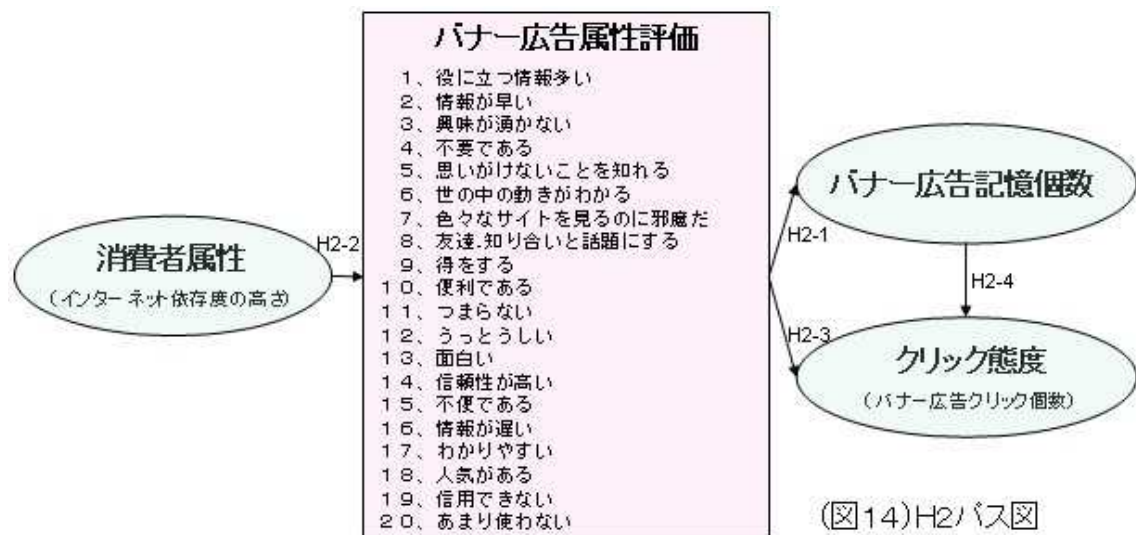 バナー広告属性評価
1、役に立つ情報多い
2、情報が早い
3、興味が湧かない
4、不要である
5、思いがけないことを知れる
6、世の中の動きがわかる
7、色々なサイトを見るのに邪魔だ
8、友達.知り合いと話題にする
9、得をする
10、便利である
11、つまらない
12、うっとうしい
13、面白い
14、信頼性が高い
15、不便である
16、情報が遅い
17、わかりやすい
18、人気がある
19、信用できない
20、あまり使わない
消費者属性
(インターネット依存度の高さ)
H2-2
バナー広告記憶個数
H2-1
H2-4
H2-3
クリック態度
(バナー広告クリック個数)
(図14)H2パス図